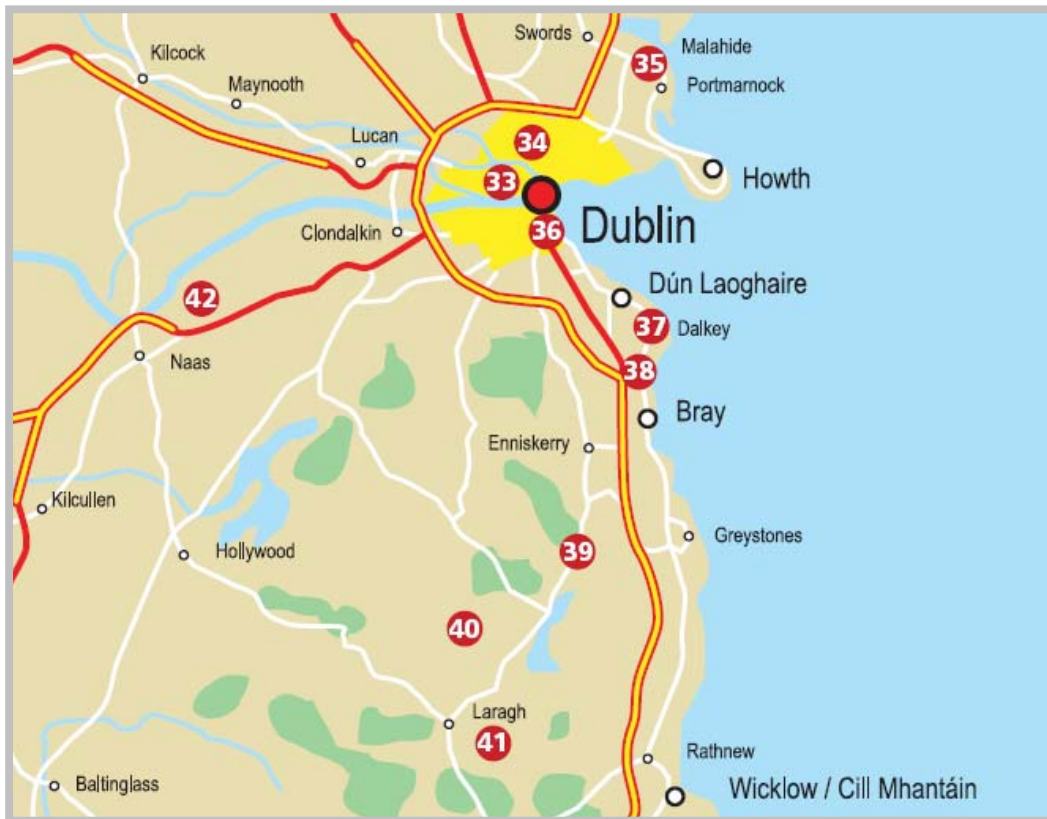 Swords
35
Malahide
Kilcock
Portmarnock
Maynooth
Lucan
34
33
Howth
Dublin
36
Clondalkin
Dún Laoghaire
42
37
Dalkey
Naas
38
Bray
Enniskerry
Kilcullen
Greystones
Hollywood
39
40
Laragh
41
Rathnew
Baltinglass
Wicklow / Cill Mhantáin